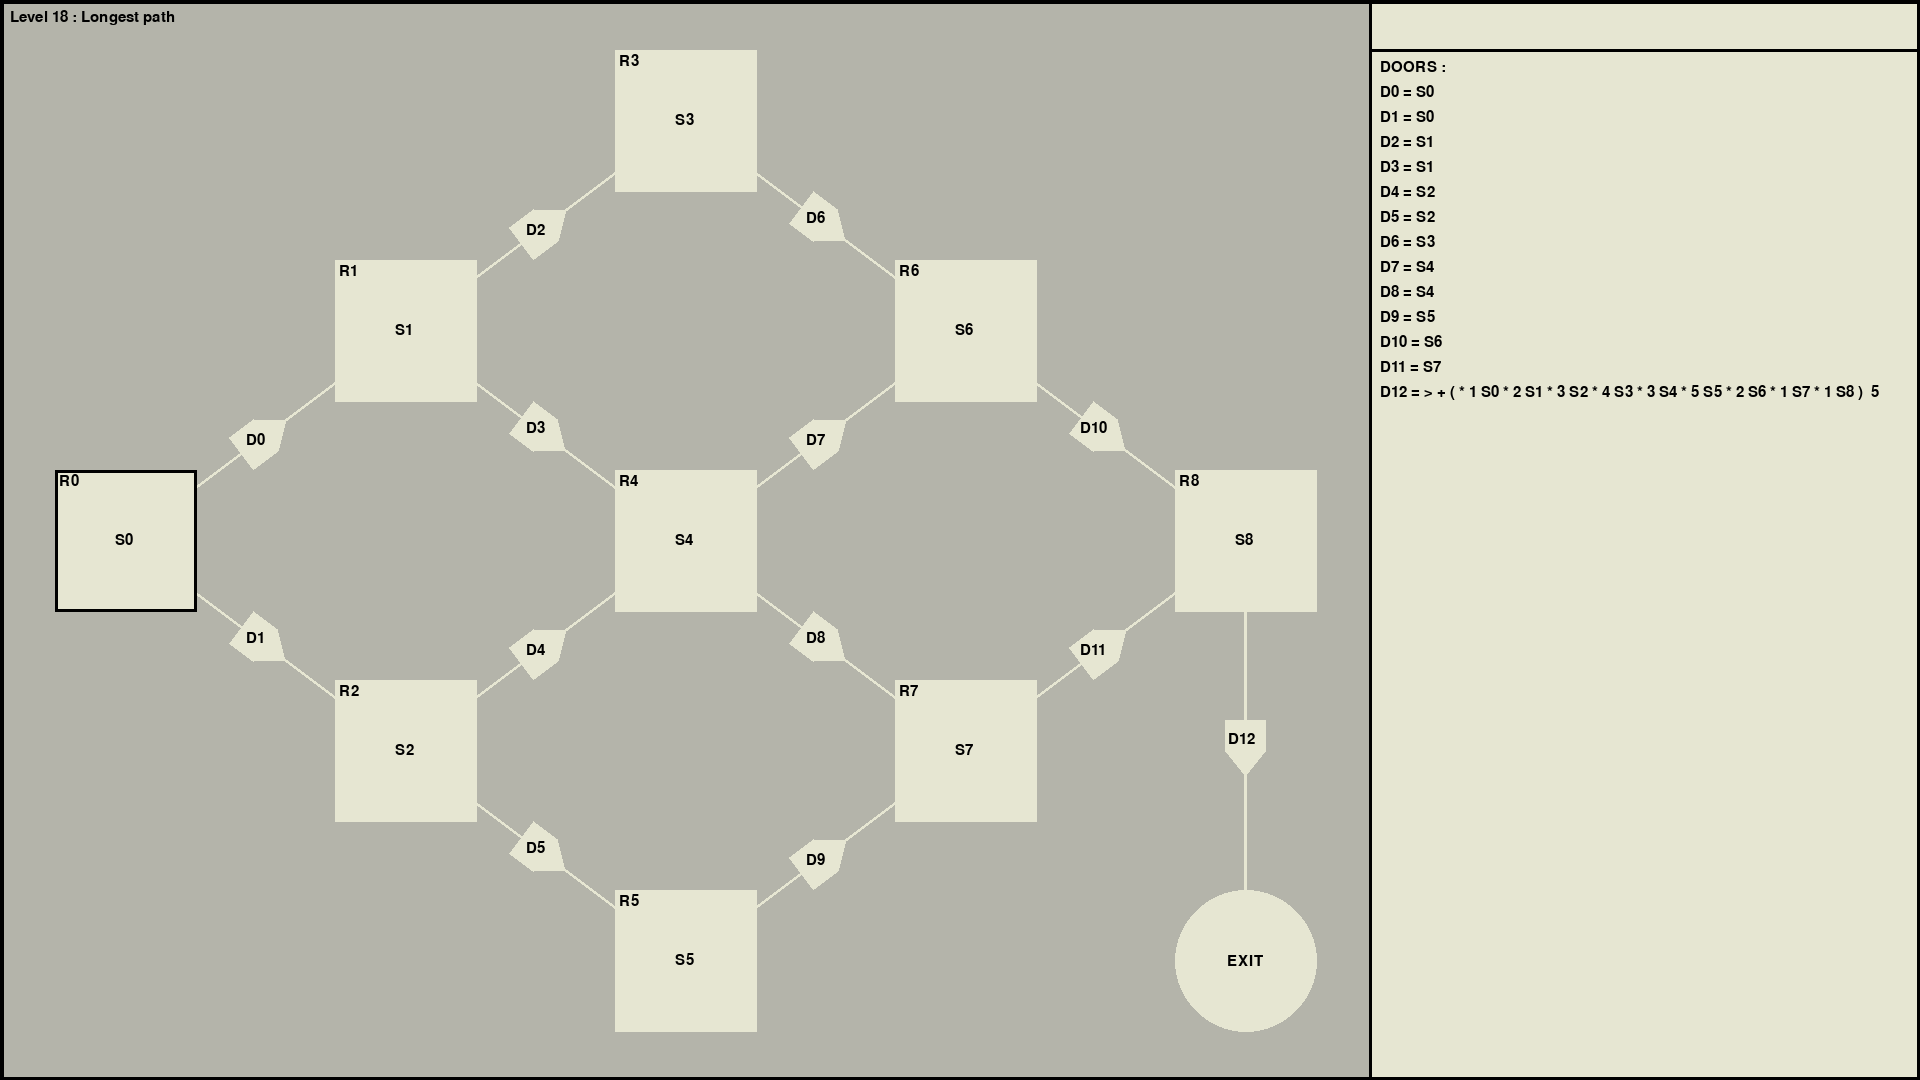 Level 18 : Longest path
R3
S3
D2
D6
R1
S1
R6
S6
D0
D3
D7
D10
R0
S0
R4
S4
R8
S8
D1
D4
D8
D11
R2
S2
R7
S7
D12
D5
D9
R5
S5
EXIT
DOORS :
D0 = S0
D1 = S0
D2 = S1
D3 = S1
D4 = S2
D5 = S2
D6 = S3
D7 = S4
D8 = S4
D9 = S5
D10 = S6
D11 = S7
D12 = > + ( * 1 S0 * 2 S1 * 3 S2 * 4 S3 * 3 S4 * 5 S5 * 2 S6 * 1 S7 * 1 S8 ) 5